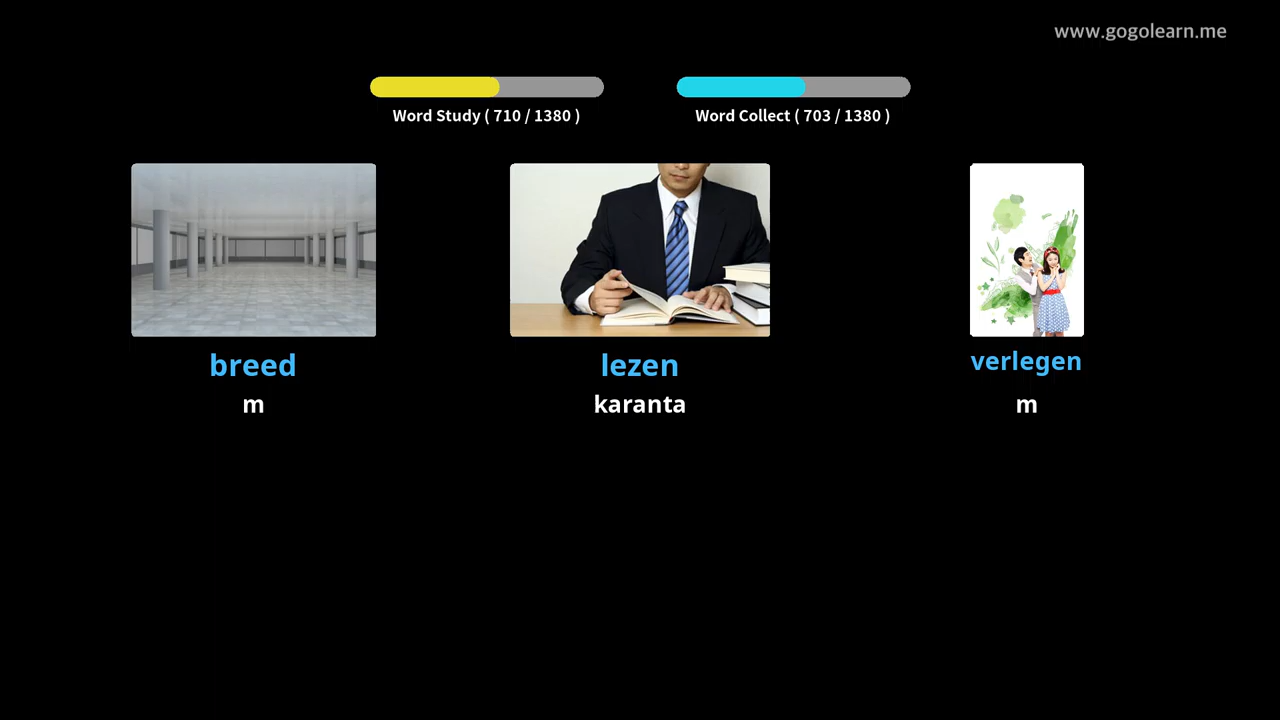 www.gogolearn.me
Word Study ( 710 / 1380 )
Word Collect ( 703 / 1380 )
breed
lezen
verlegen
m
karanta
m